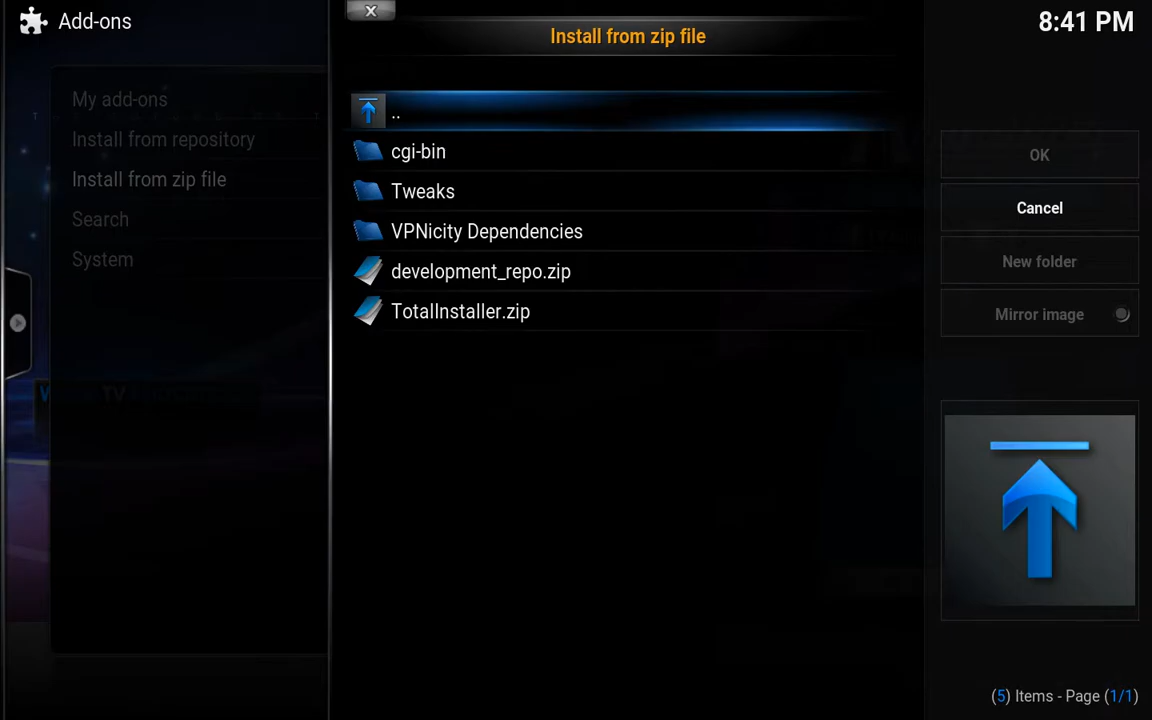 Add-ons
8:41 PM
Install from zip file
My add-ons
Install from repository
Install from zip file
Search
System
..
cgi-bin
Tweaks
VPNicity Dependencies
development_repo.zip
TotalInstaller.zip
OK
Cancel
New folder
Mirror image
(5) Items - Page (1/1)